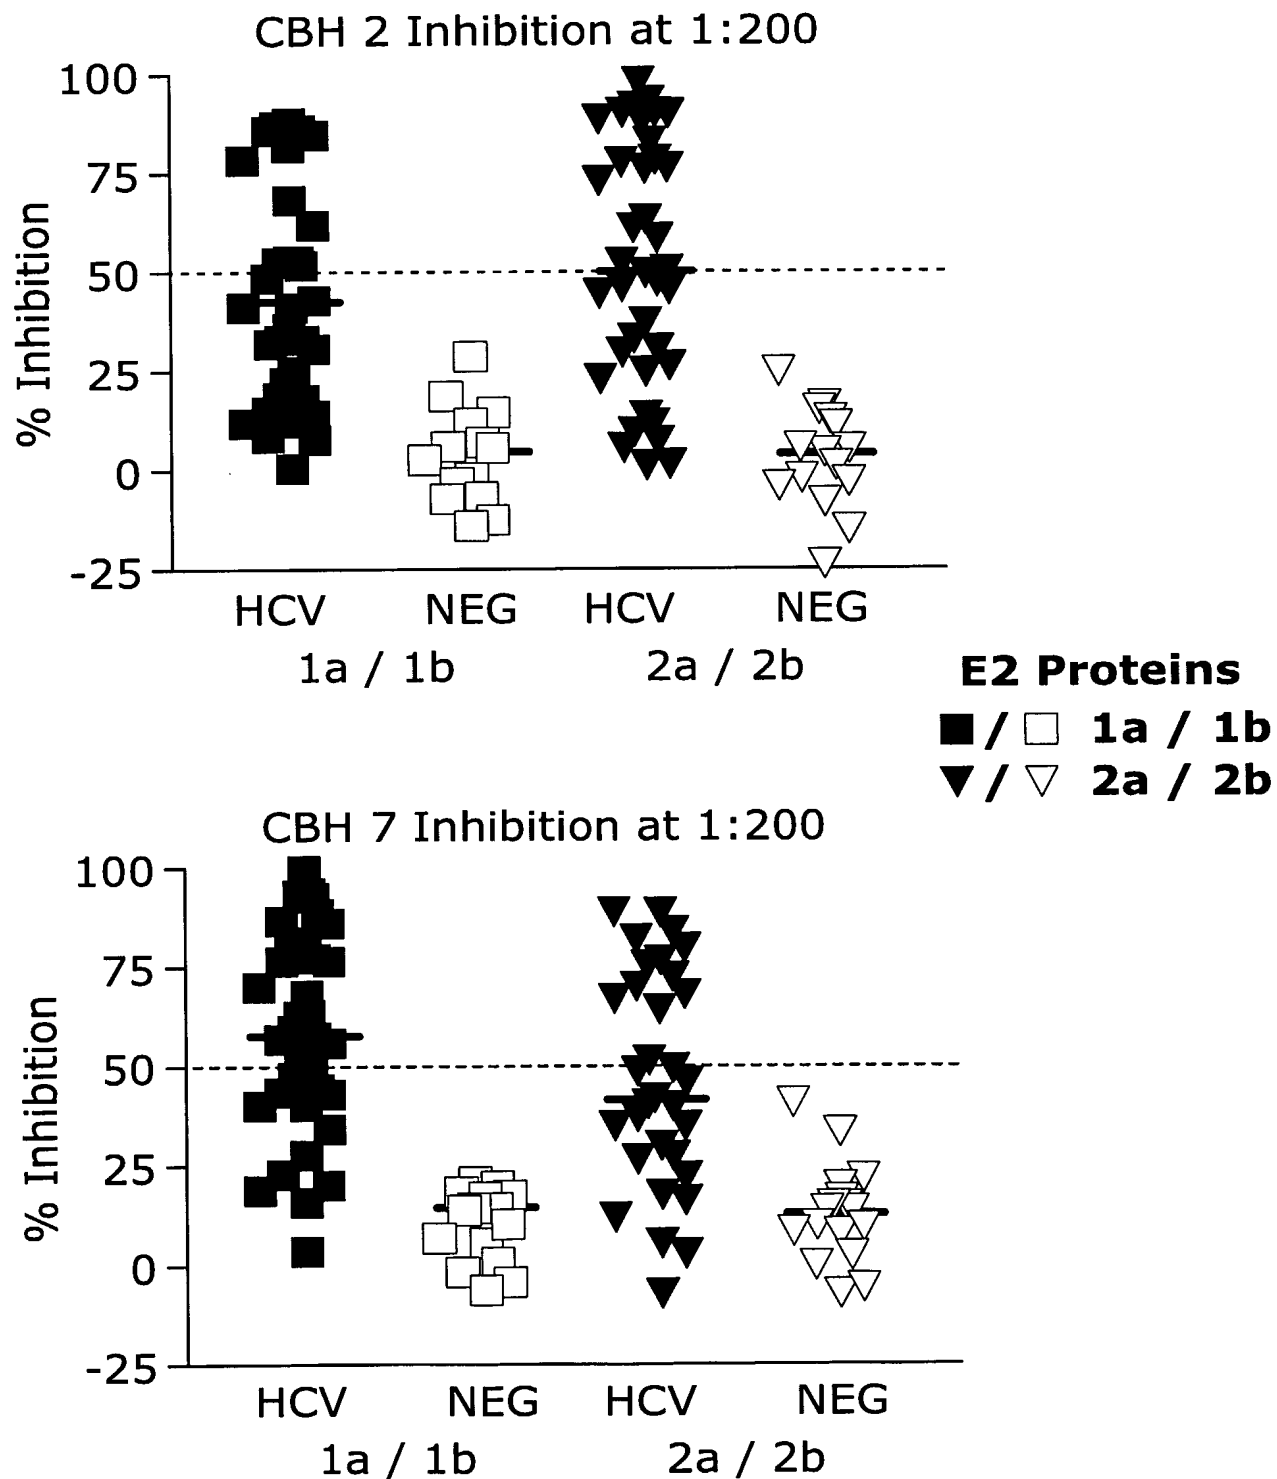 CBH 2 Inhibition at 1:200
% Inhibition
100
75
50
25
0
-25
HCV NEG HCV NEG
1a / 1b 2a / 2b
E2 Proteins
/ 1a / 1b
/ 2a / 2b
CBH 7 Inhibition at 1:200
% Inhibition
100
75
50
25
0
-25
HCV NEG HCV NEG
1a / 1b 2a / 2b